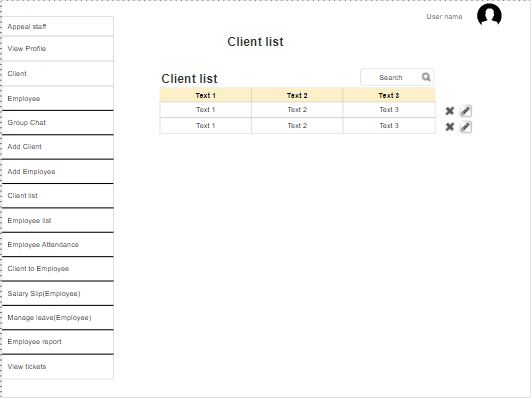 User name
Appeal staff
View Profile
Client
Employee
Group Chat
Add Client
Add Employee
Client list
Employee list
Employee Attendance
Client to Employee
Salary Slip(Employee)
Manage leave(Employee)
Employee report
View tickets
Client list
Client list
Search
Text 1 Text 2 Text 3
Text 1 Text 2 Text 3
Text 1 Text 2 Text 3